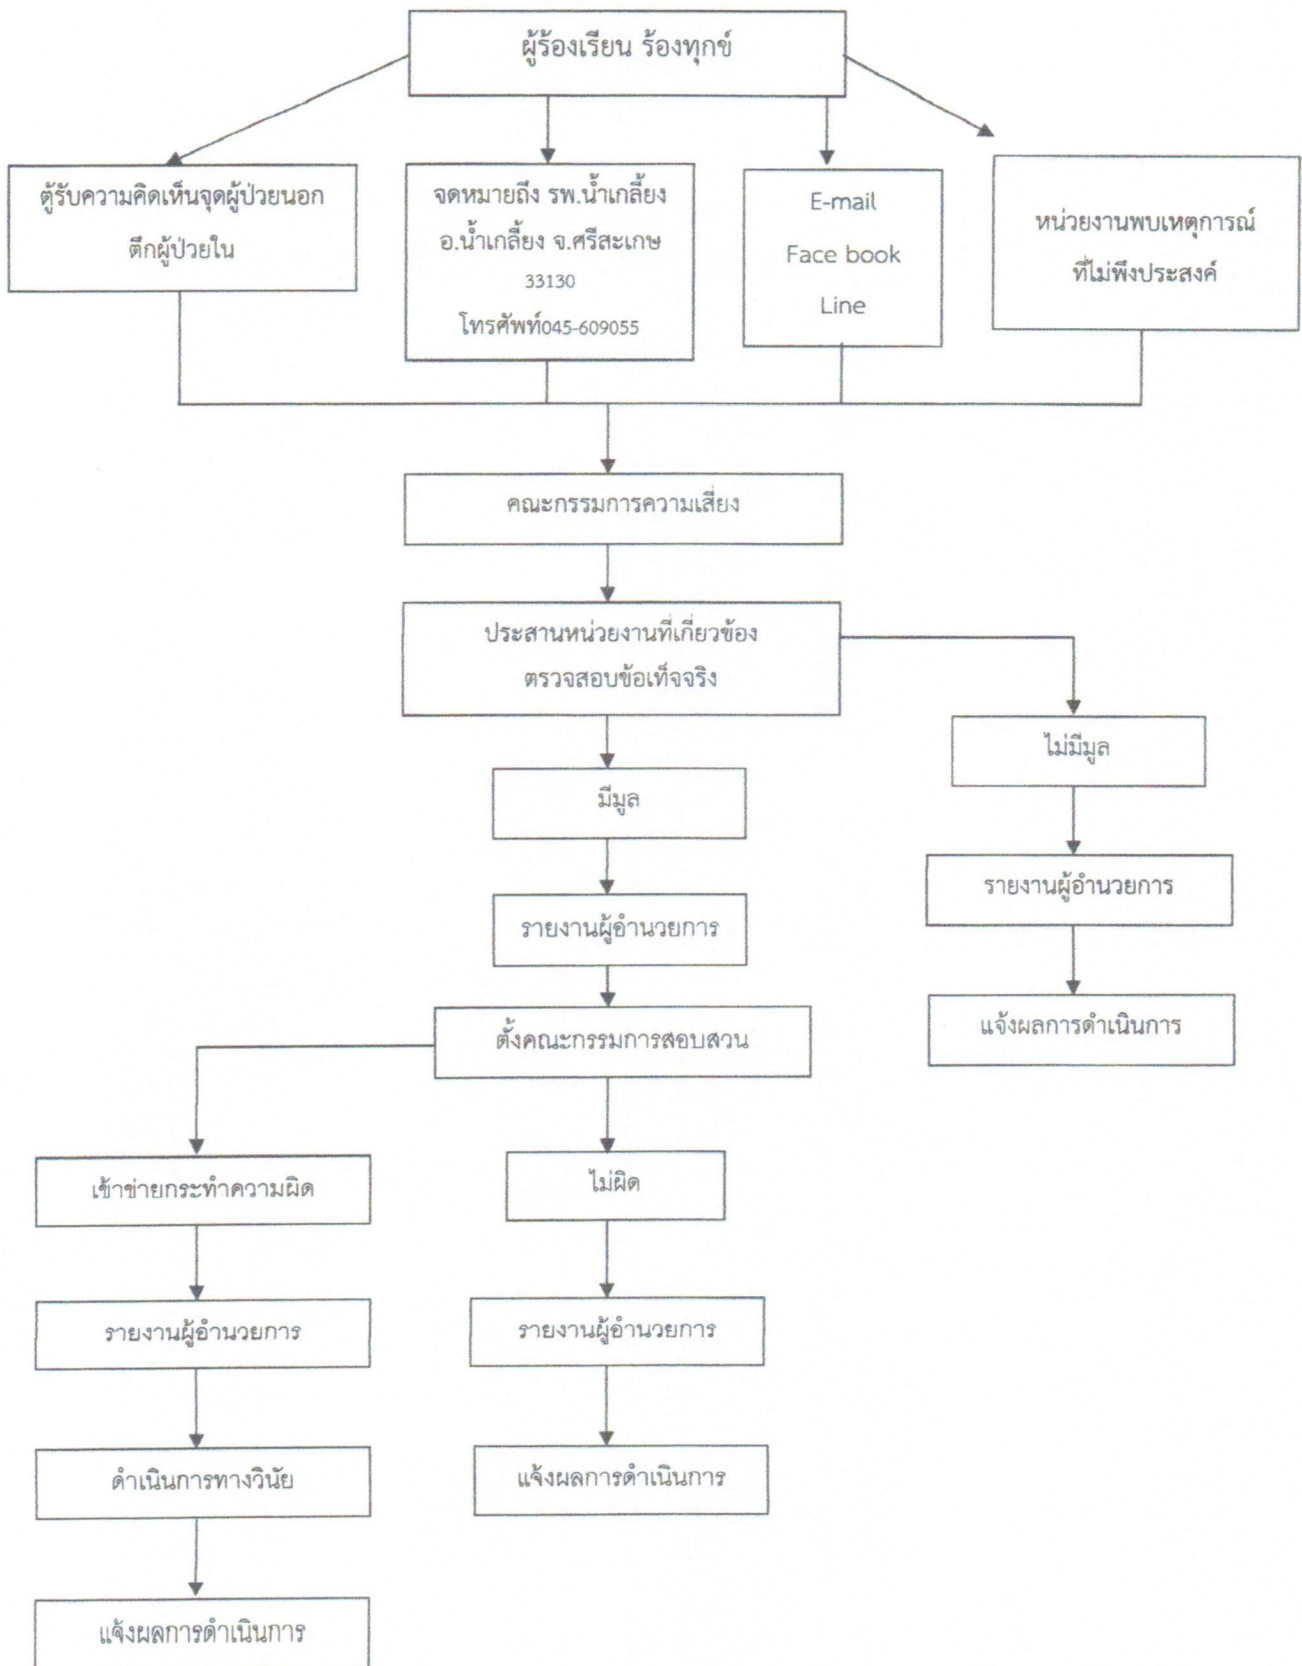 ผู้ร้องเรียน ร้องทุกข์
ตู้รับความคิดเห็นจุดผู้ป่วยนอก
ตึกผู้ป่วยใน
จดหมายถึง รพ.น้ำเกลี้ยง
อ.น้ำเกลี้ยง จ.ศรีสะเกษ
33130
โทรศัพท์045-609055
E-mail
Face book
Line
หน่วยงานพบเหตุการณ์
ที่ไม่พึงประสงค์
คณะกรรมการความเสี่ยง
ประสานหน่วยงานที่เกี่ยวข้อง
ตรวจสอบข้อเท็จจริง
มีมูล
ไม่มีมูล
รายงานผู้อำนวยการ
รายงานผู้อำนวยการ
แจ้งผลการดำเนินการ
ตั้งคณะกรรมการสอบสวน
เข้าข่ายกระทำความผิด
ไม่ผิด
รายงานผู้อำนวยการ
รายงานผู้อำนวยการ
ดำเนินการทางวินัย
แจ้งผลการดำเนินการ
แจ้งผลการดำเนินการ